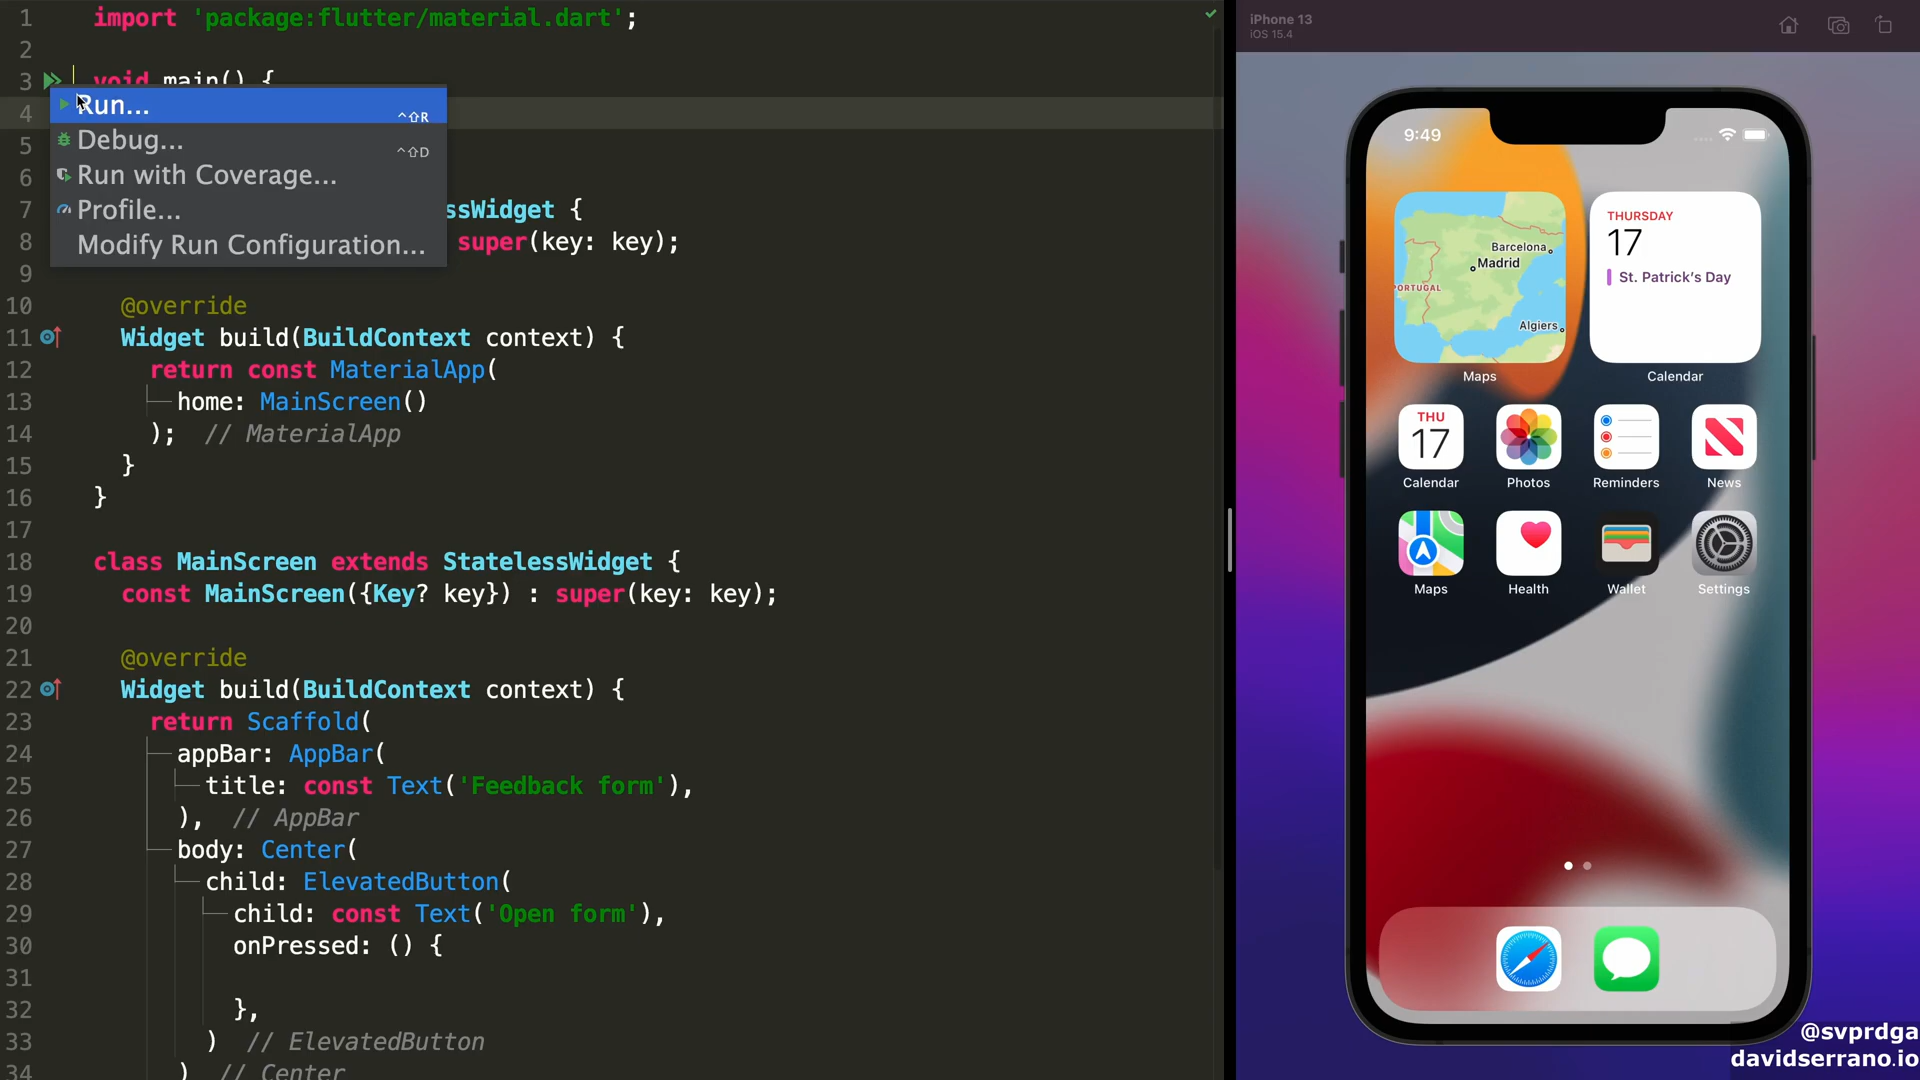 1 import 'package:flutter/material.dart';
2
3 void main() {
Run... ^⇧R
4
Debug... ^⇧D
5
Run with Coverage...
6
Profile...
7 ssWidget {
Modify Run Configuration...
8 super(key: key);
9
10 @override
11 Widget build(BuildContext context) {
12 return const MaterialApp(
13 home: MainScreen()
14 ); // MaterialApp
15 }
16 }
17
18 class MainScreen extends StatelessWidget {
19 const MainScreen({Key? key}) : super(key: key);
20
21 @override
22 Widget build(BuildContext context) {
23 return Scaffold(
24 appBar: AppBar(
25 title: const Text('Feedback form'),
26 ), // AppBar
27 body: Center(
28 child: ElevatedButton(
29 child: const Text('Open form'),
30 onPressed: () {
31
32 },
33 ) // ElevatedButton
34 ) // Center
iPhone 13
iOS 15.4
9:49
Barcelona
Madrid
PORTUGAL
Algiers
Maps
THURSDAY
17
St. Patrick's Day
Calendar
THU
17
Calendar
Photos
Reminders
News
Maps
Health
Wallet
Settings
@svprdga
davidserrano.io